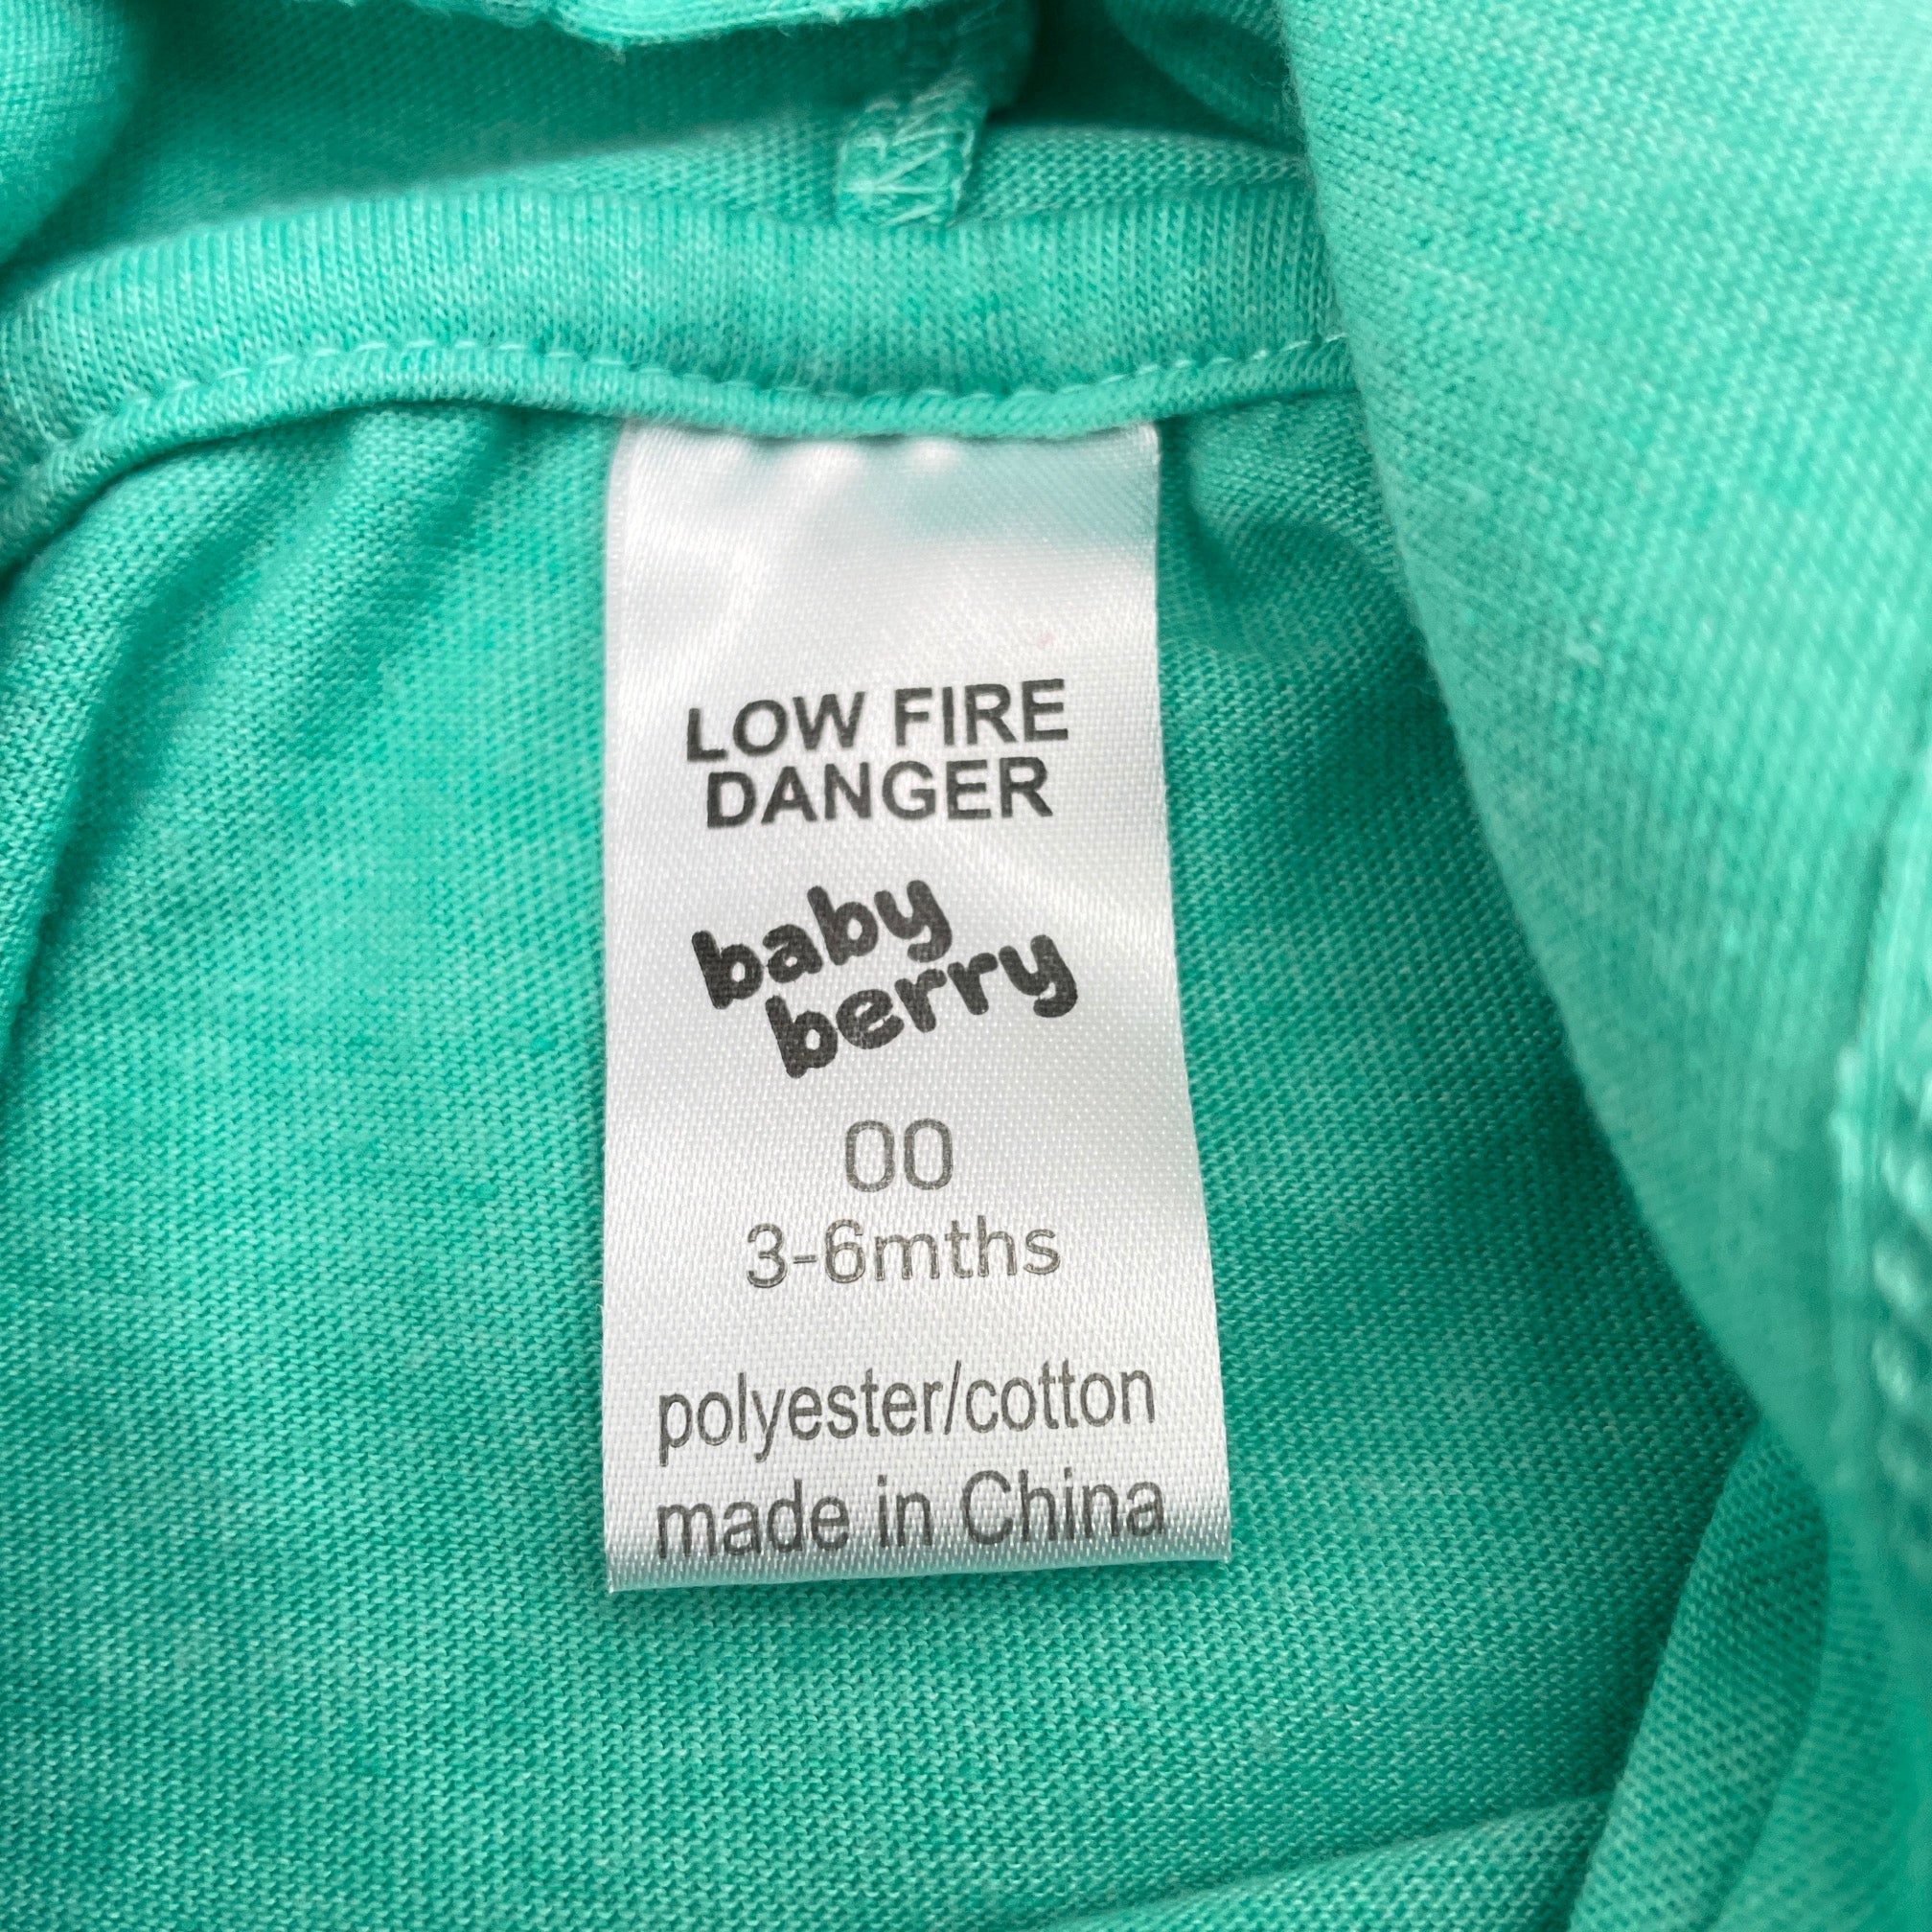 LOW FIRE
DANGER
baby
berry
00
3-6mths
polyester/cotton
made in China